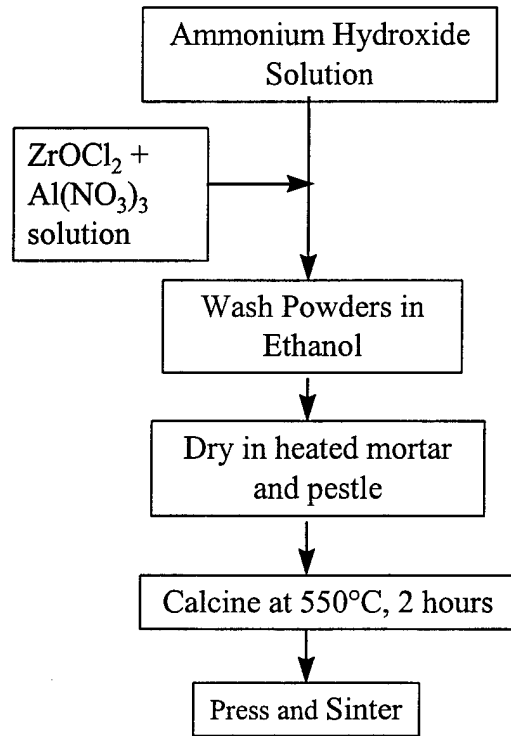 Ammonium Hydroxide
Solution
ZrOCl₂ +
Al(NO₃)₃
solution
Wash Powders in
Ethanol
Dry in heated mortar
and pestle
Calcine at 550°C, 2 hours
Press and Sinter